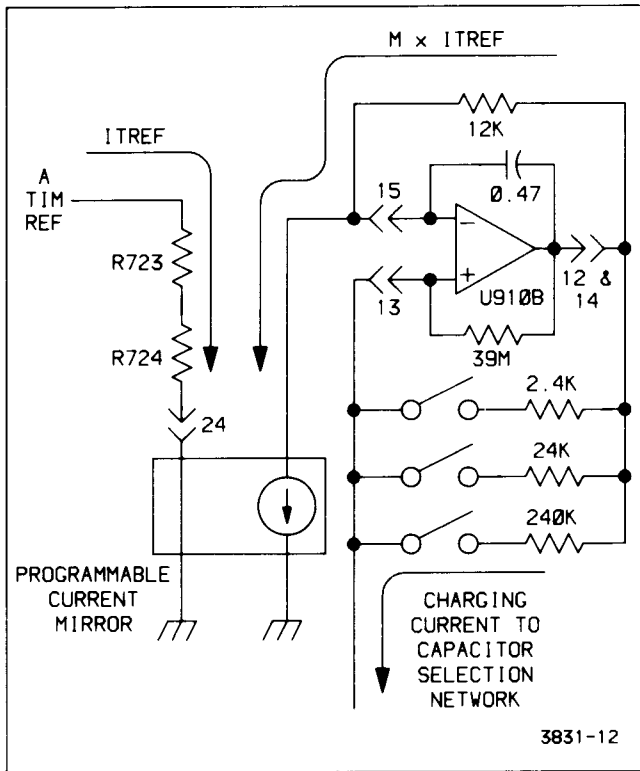 M x ITREF
12K
ITREF
A
TIM
REF
15
0.47
-
+
R723
13
U910B
12 &
14
39M
R724
2.4K
24
24K
240K
PROGRAMMABLE
CURRENT
MIRROR
CHARGING
CURRENT TO
CAPACITOR
SELECTION
NETWORK
3831-12